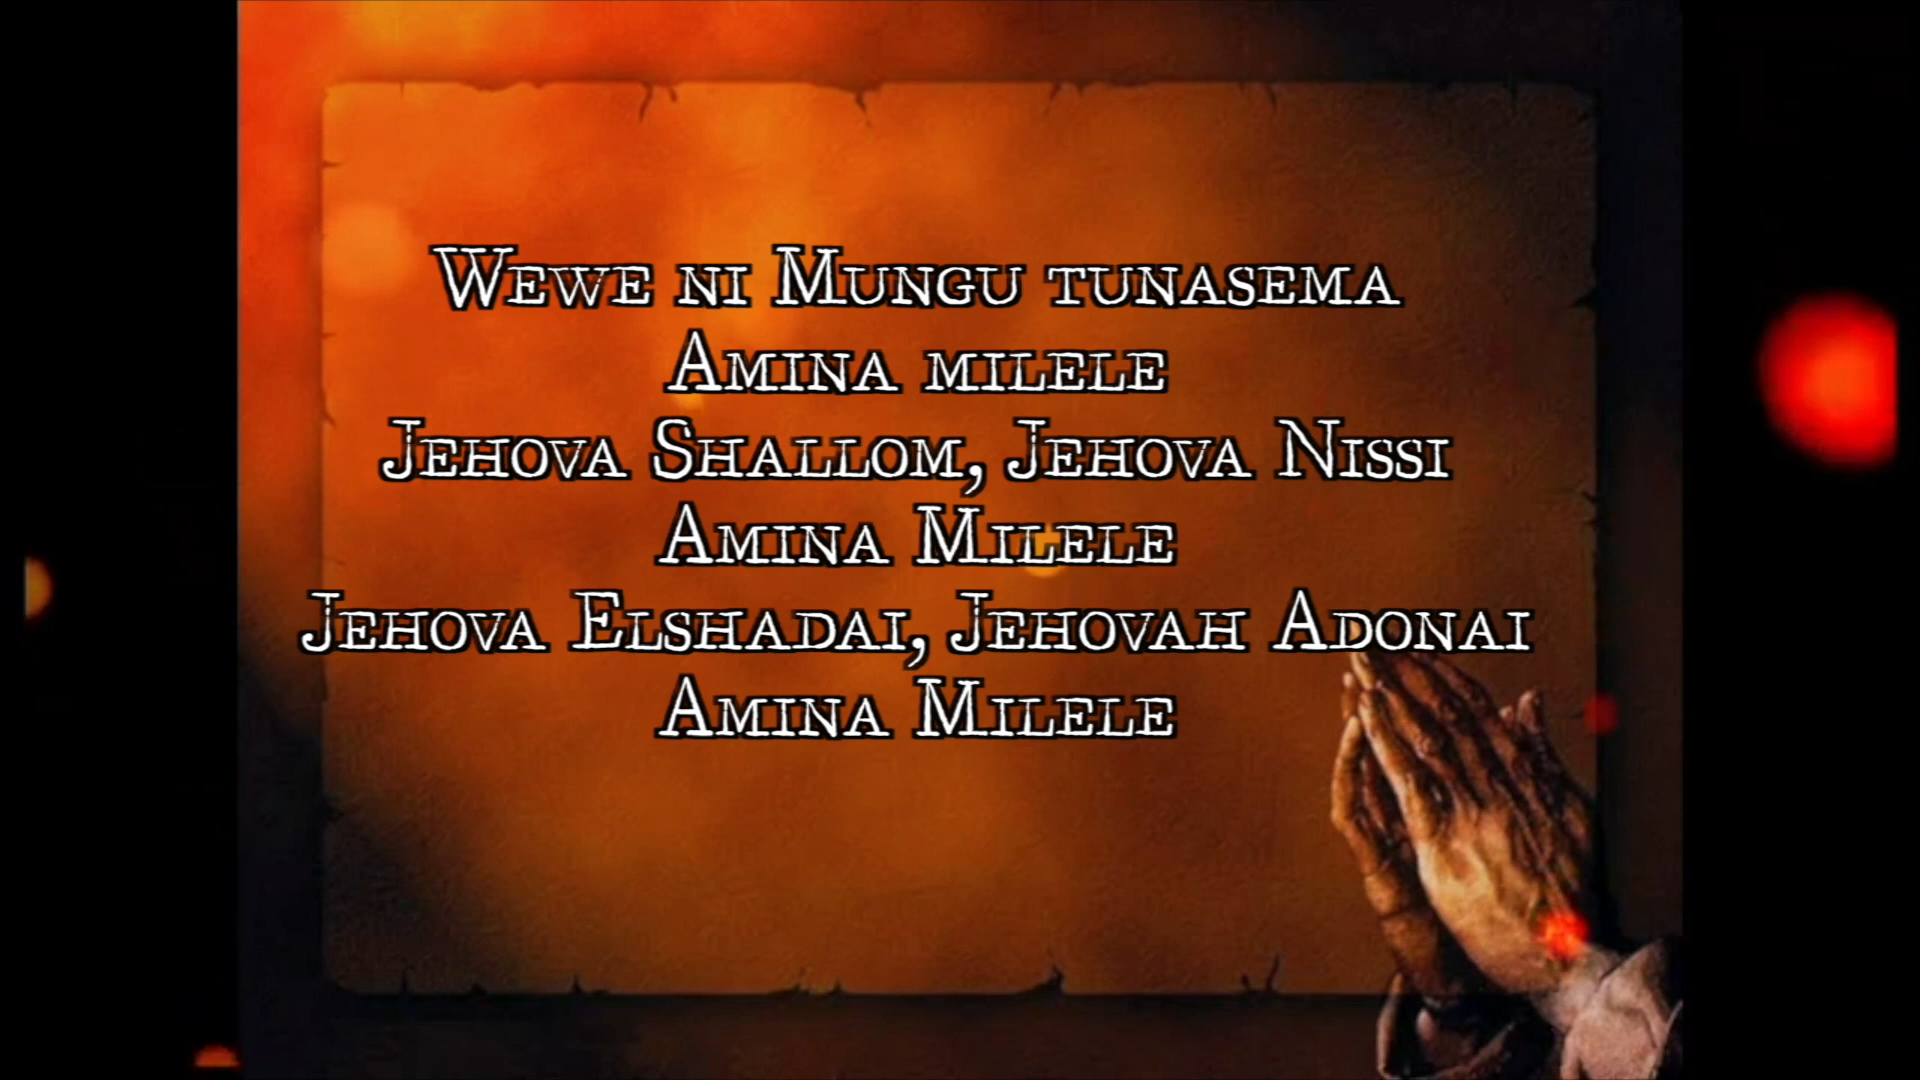 Wewe ni Mungu tunasema
Amina milele
Jehova Shallom, Jehova Nissi
Amina Milele
Jehova Elshadai, Jehovah Adonai
Amina Milele